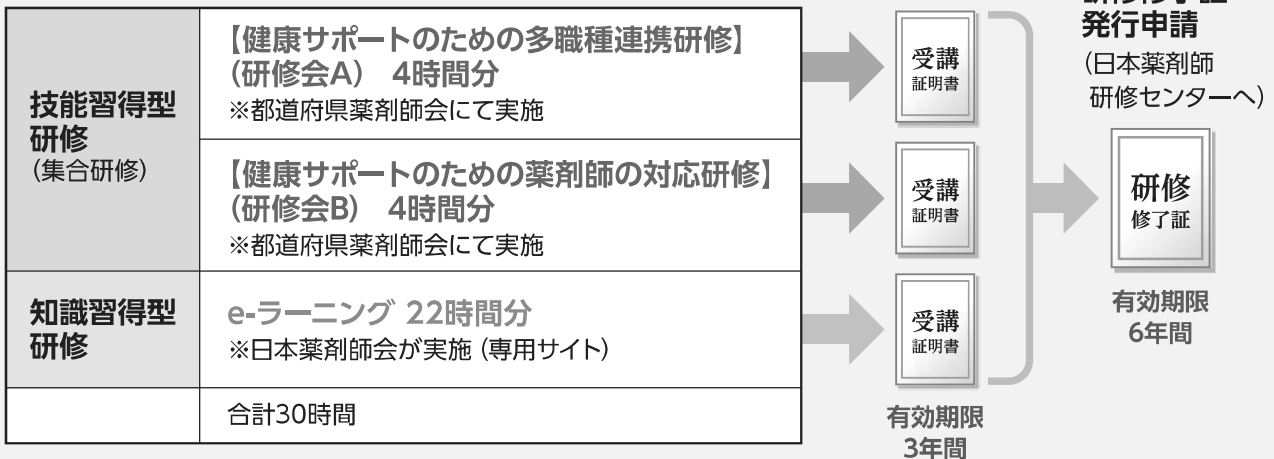 技能習得型
研修
（集合研修）
【健康サポートのための多職種連携研修】
（研修会A） 4時間分
※都道府県薬剤師会にて実施
【健康サポートのための薬剤師の対応研修】
（研修会B） 4時間分
※都道府県薬剤師会にて実施
知識習得型
研修
e-ラーニング 22時間分
※日本薬剤師会が実施（専用サイト）
合計30時間
受講
証明書
受講
証明書
受講
証明書
有効期限
3年間
発行申請
（日本薬剤師
研修センターへ）
研修
修了証
有効期限
6年間